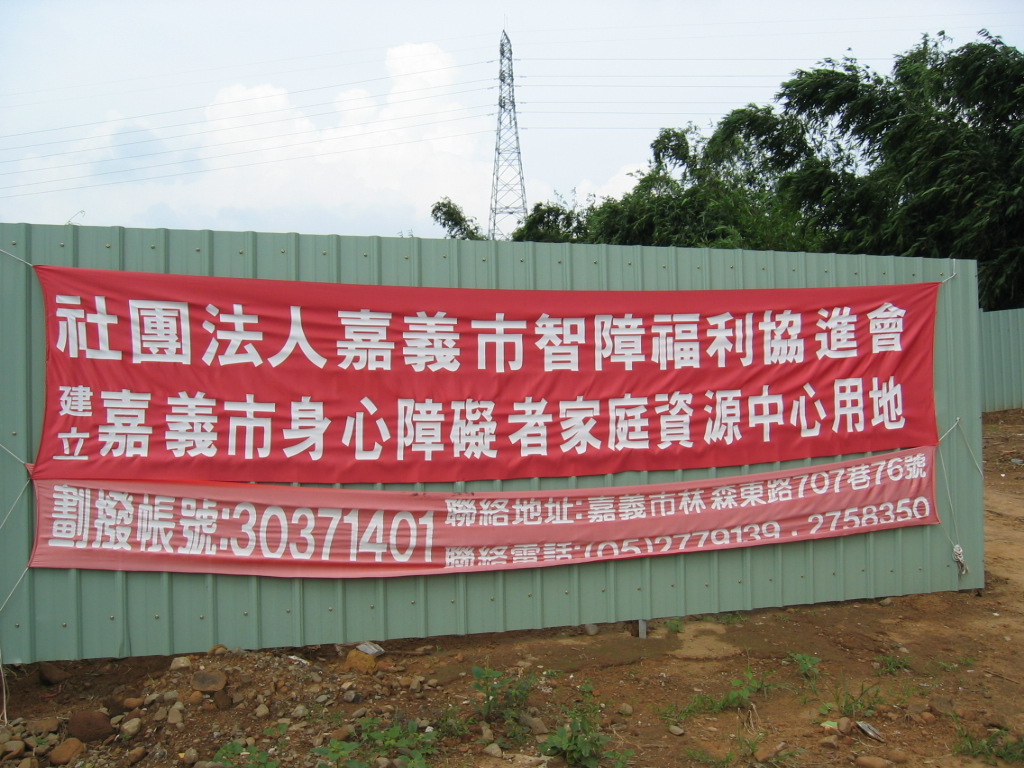 社團法人嘉義市智障福利協進會
建立嘉義市身心障礙者家庭資源中心用地
劃撥帳號:30371401
聯絡地址:嘉義市林森東路707巷76號
聯絡電話:(05)2779139 . 2758350